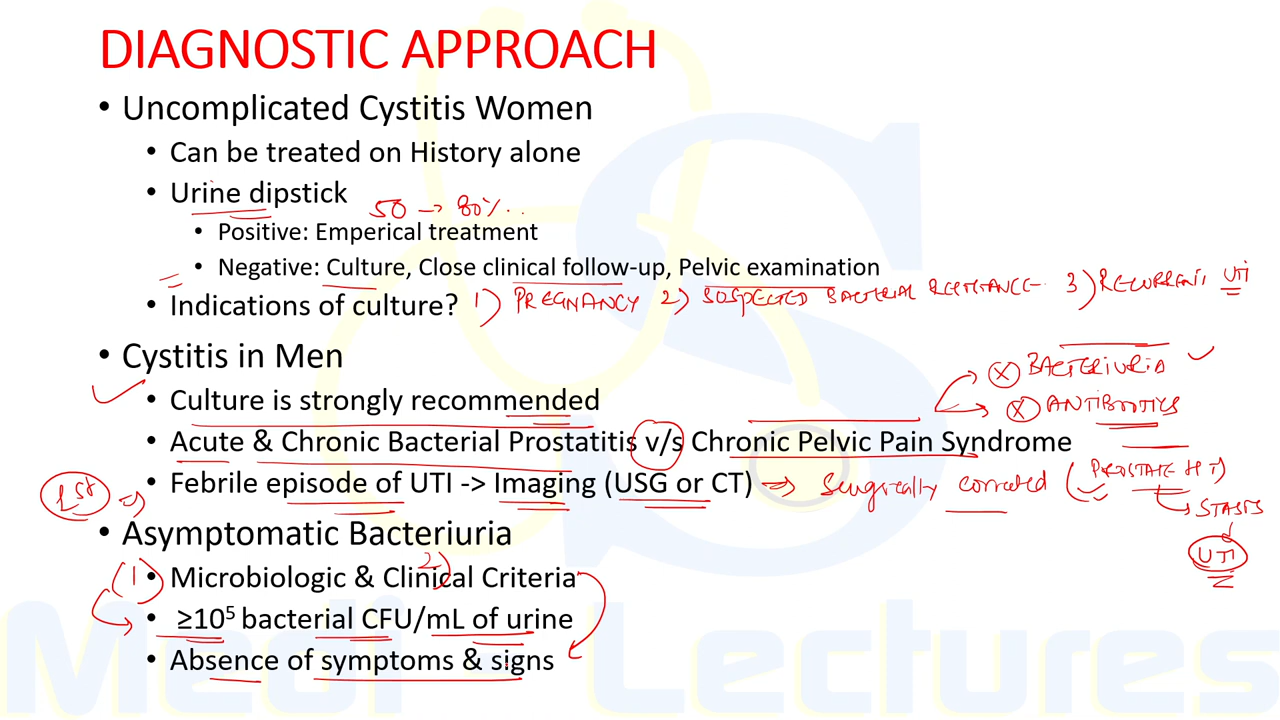 DIAGNOSTIC APPROACH
• Uncomplicated Cystitis Women
• Can be treated on History alone
• Urine dipstick
50 → 80%..
• Positive: Emperical treatment
• Negative: Culture, Close clinical follow-up, Pelvic examination
• Indications of culture? 1) PREGNANCY 2) SUSPECTED BACTERIAL RESISTANCE 3) RECURRENT UTI
• Cystitis in Men
BACTERIURIA
• Culture is strongly recommended
ANTIBIOTICS
• Acute & Chronic Bacterial Prostatitis v/s Chronic Pelvic Pain Syndrome
1st ⇒ • Febrile episode of UTI -> Imaging (USG or CT) ⇒ Surgically corrected (PROSTATE HT)
STASIS
UTI
• Asymptomatic Bacteriuria
(1) • Microbiologic & Clinical Criteria 2)
• ≥10⁵ bacterial CFU/mL of urine
• Absence of symptoms & signs
Medi Lectures